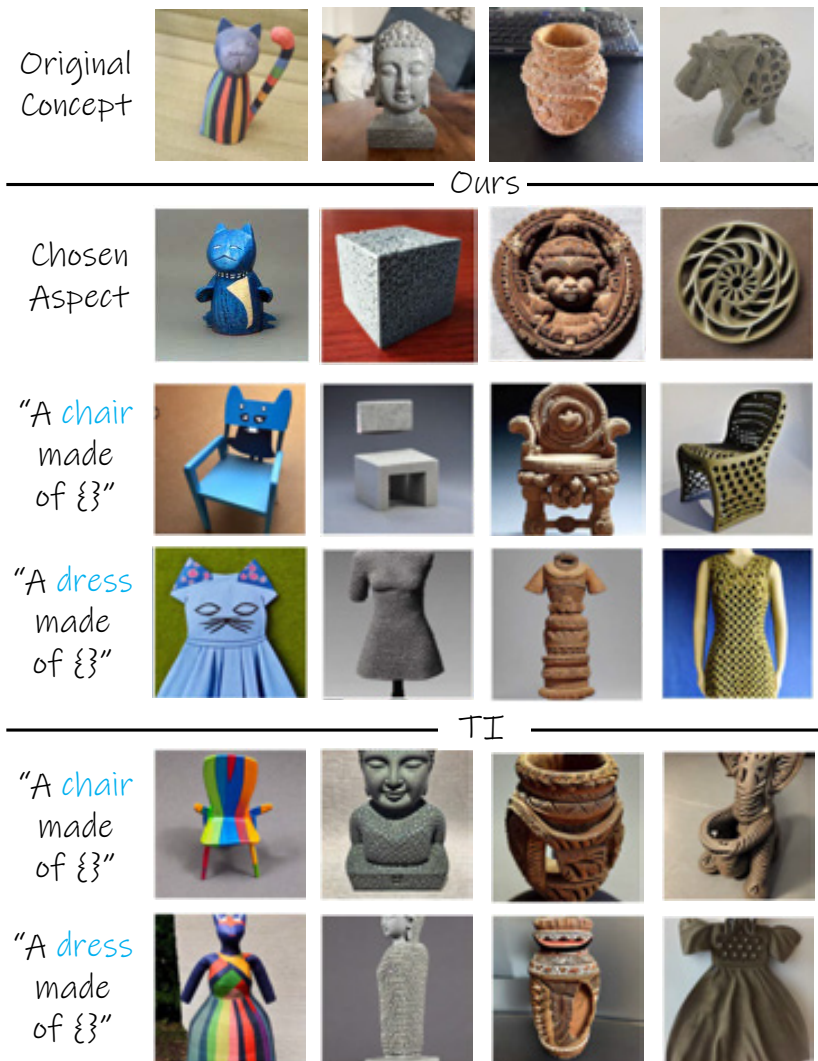 Original
Concept
Ours
Chosen
Aspect
“A chair
made
of {}”
“A dress
made
of {}”
TI
“A chair
made
of {}”
“A dress
made
of {}”